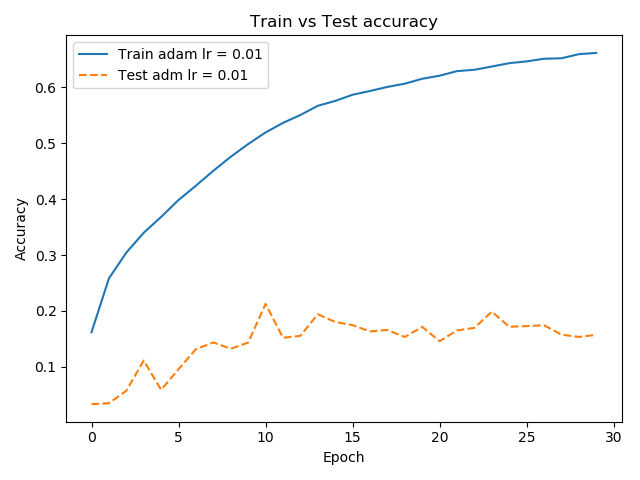 Train vs Test accuracy
Train adam lr = 0.01
Test adm lr = 0.01
Accuracy
0.6
0.5
0.4
0.3
0.2
0.1
0 5 10 15 20 25 30
Epoch